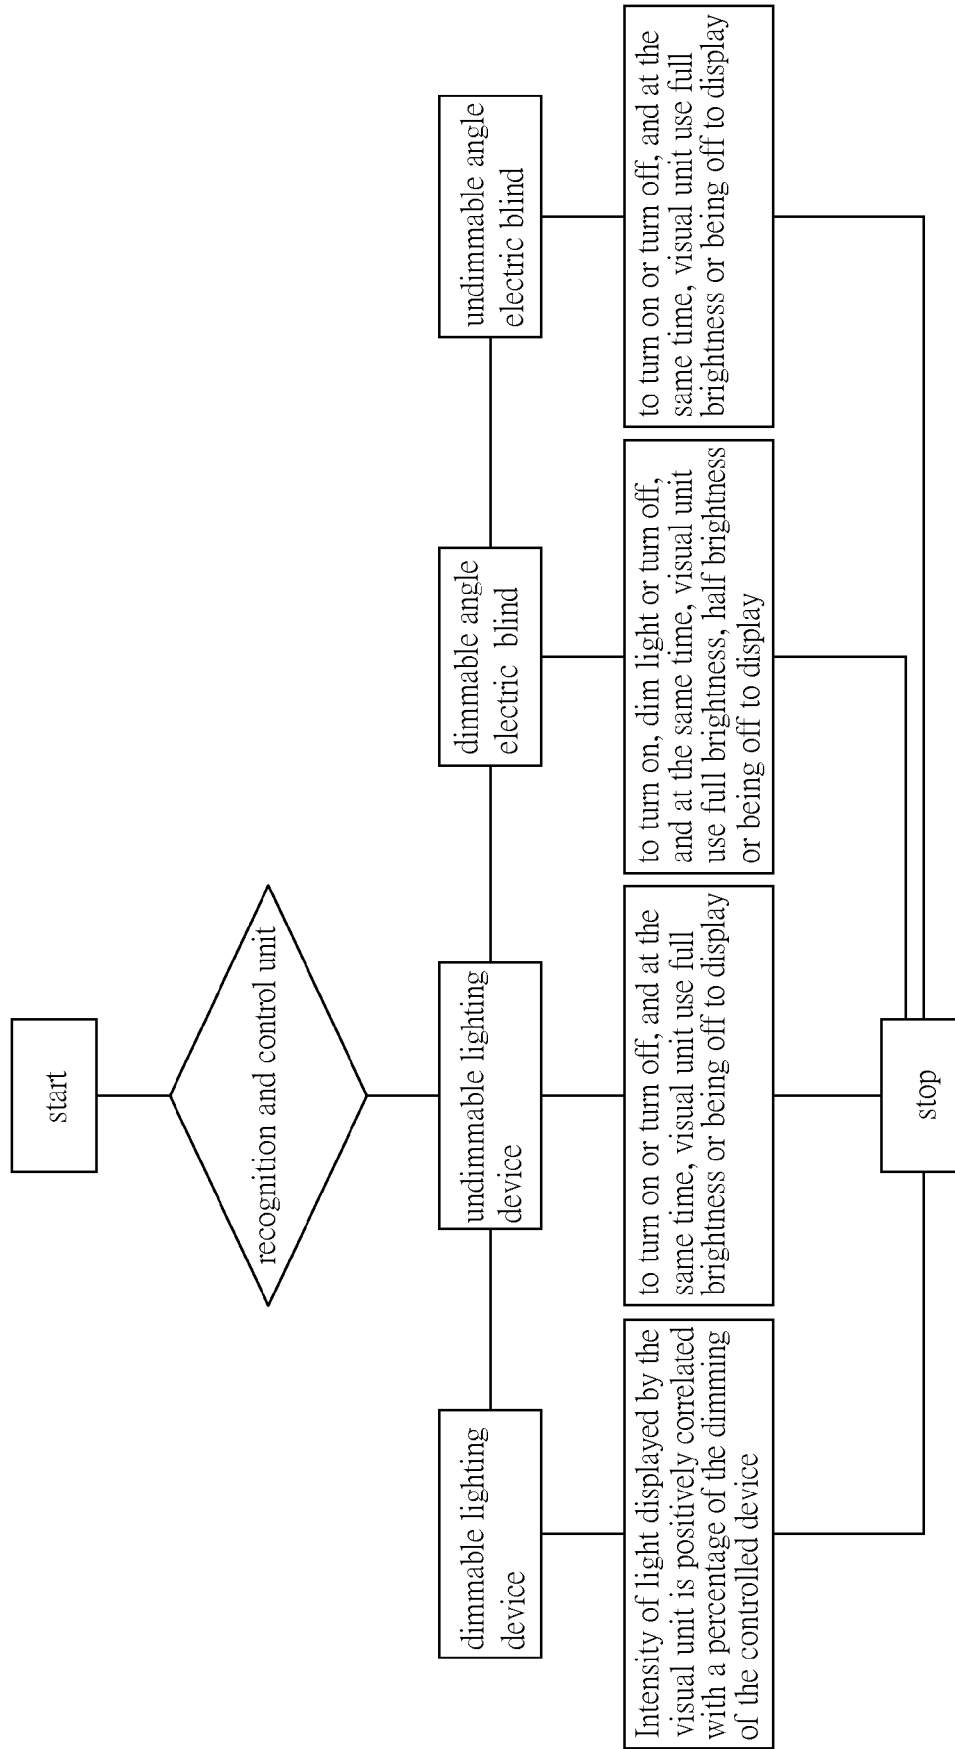 start
recognition and control unit
dimmable lighting
device
undimmable lighting
device
dimmable angle
electric blind
undimmable angle
electric blind
Intensity of light displayed by the
visual unit is positively correlated
with a percentage of the dimming
of the controlled device
to turn on or turn off, and at the
same time, visual unit use full
brightness or being off to display
to turn on, dim light or turn off,
and at the same time, visual unit
use full brightness, half brightness
or being off to display
to turn on or turn off, and at the
same time, visual unit use full
brightness or being off to display
stop